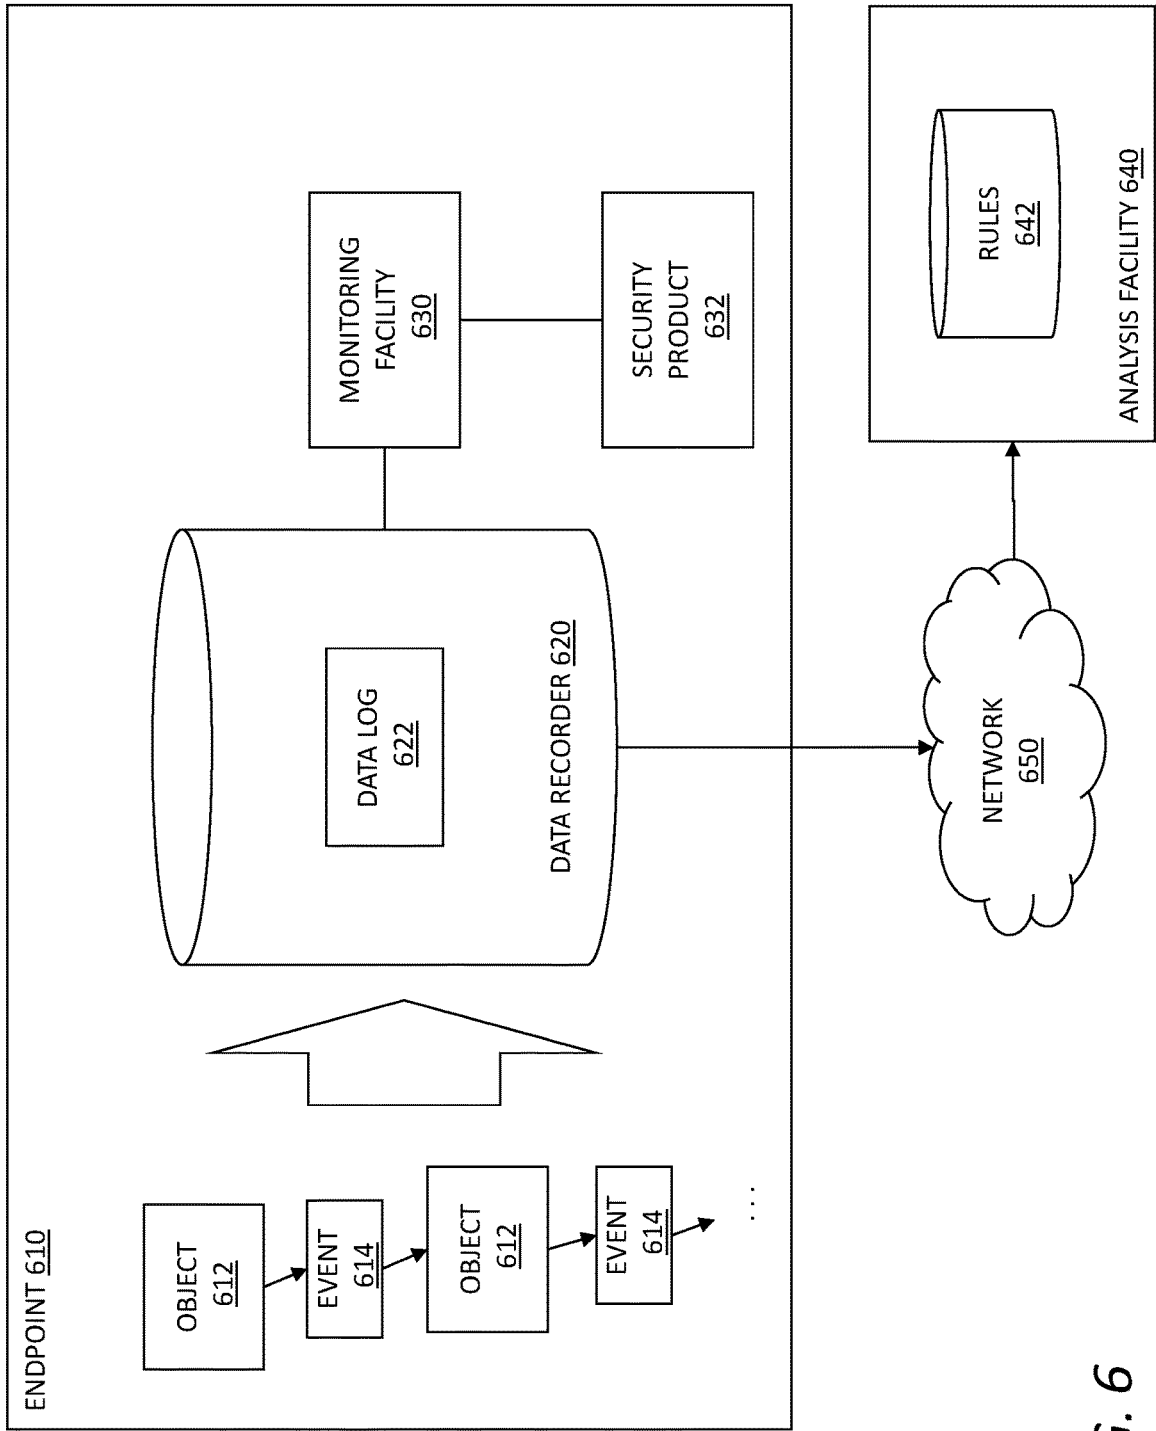 ENDPOINT 610
OBJECT
612
EVENT
614
OBJECT
612
EVENT
614
...
DATA LOG
622
DATA RECORDER 620
MONITORING
FACILITY
630
SECURITY
PRODUCT
632
NETWORK
650
RULES
642
ANALYSIS FACILITY 640
. 6